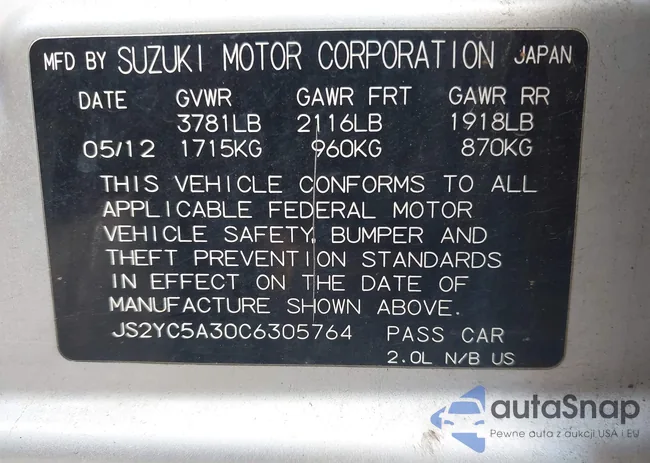 MFD BY SUZUKI MOTOR CORPORATION JAPAN
DATE GVWR GAWR FRT GAWR RR
3781LB 2116LB 1918LB
05/12 1715KG 960KG 870KG
THIS VEHICLE CONFORMS TO ALL
APPLICABLE FEDERAL MOTOR
VEHICLE SAFETY, BUMPER AND
THEFT PREVENTION STANDARDS
IN EFFECT ON THE DATE OF
MANUFACTURE SHOWN ABOVE.
JS2YC5A30C6305764 PASS CAR
2.0L N/B US
autaSnap
Pewne auta z aukcji USA i EU